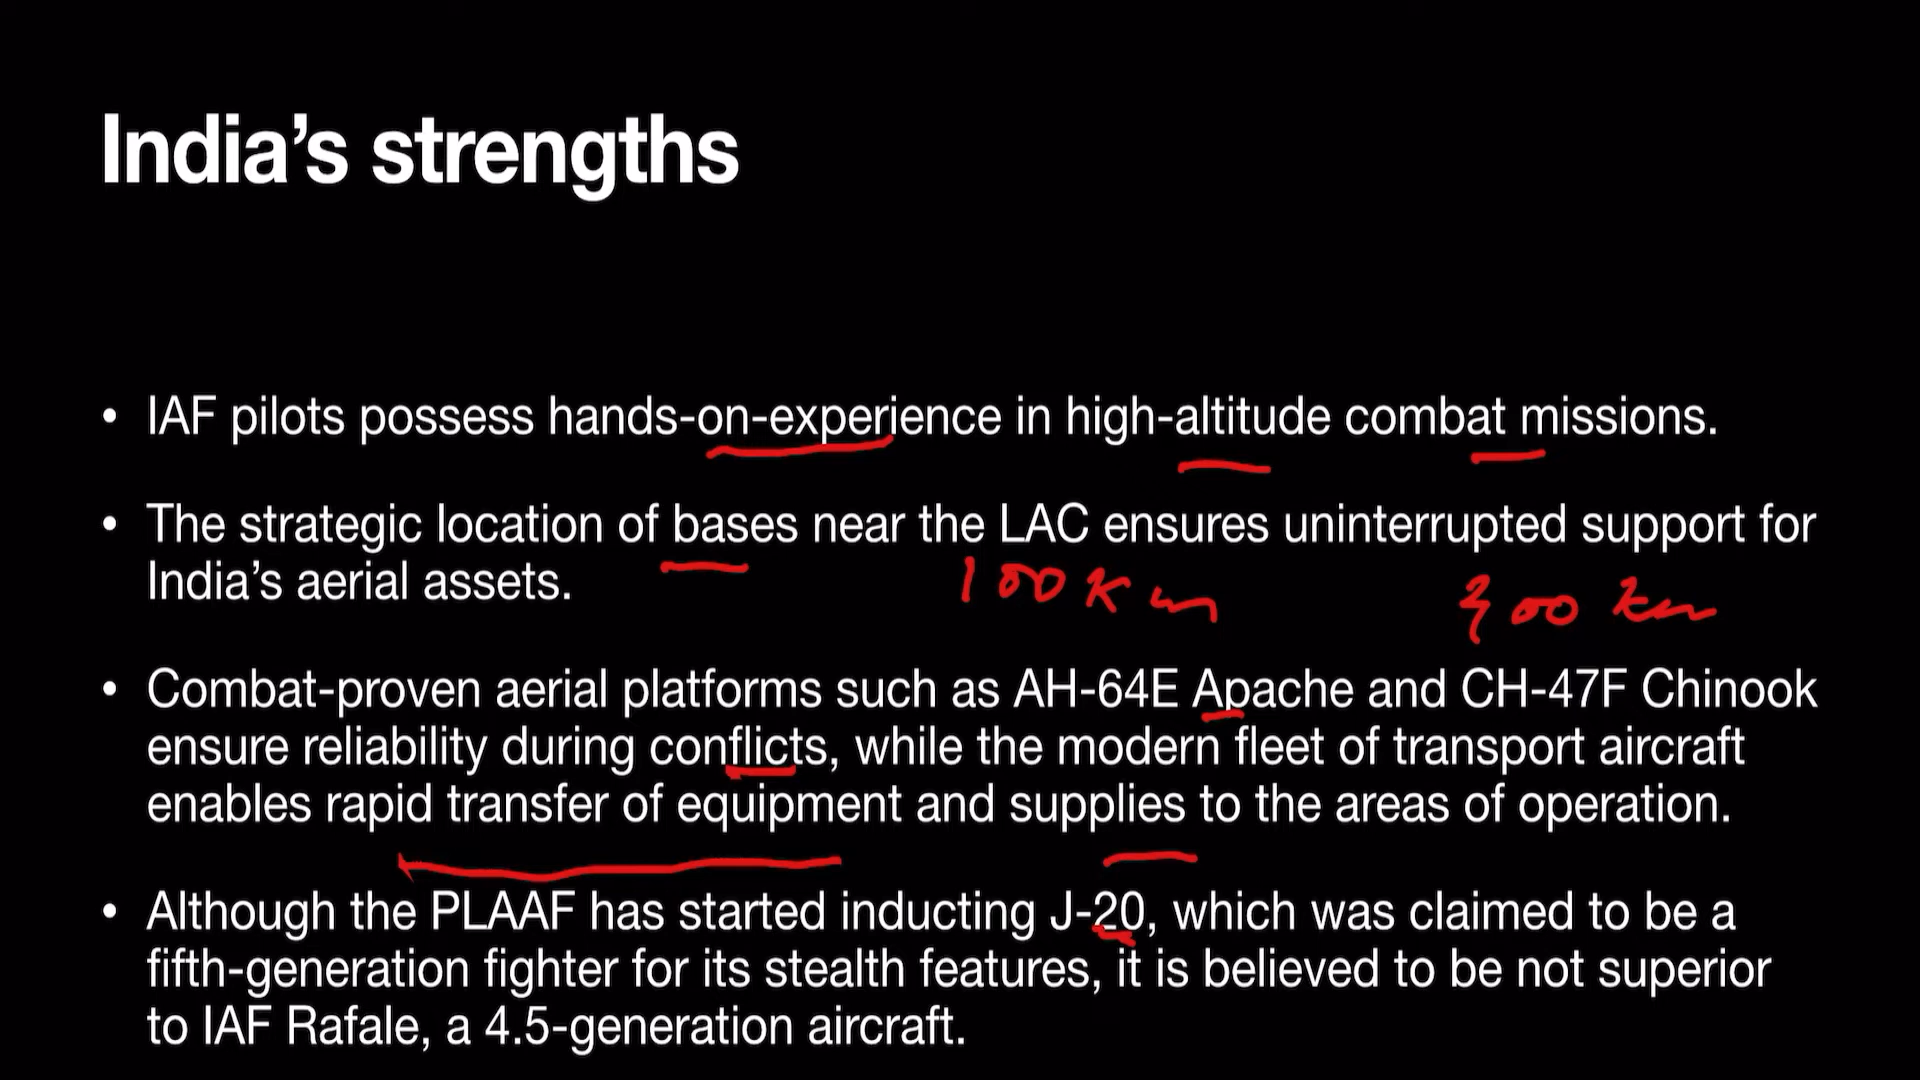 India’s strengths
• IAF pilots possess hands-on-experience in high-altitude combat missions.
• The strategic location of bases near the LAC ensures uninterrupted support for
India’s aerial assets.
100 Km
300 km
• Combat-proven aerial platforms such as AH-64E Apache and CH-47F Chinook
ensure reliability during conflicts, while the modern fleet of transport aircraft
enables rapid transfer of equipment and supplies to the areas of operation.
• Although the PLAAF has started inducting J-20, which was claimed to be a
fifth-generation fighter for its stealth features, it is believed to be not superior
to IAF Rafale, a 4.5-generation aircraft.